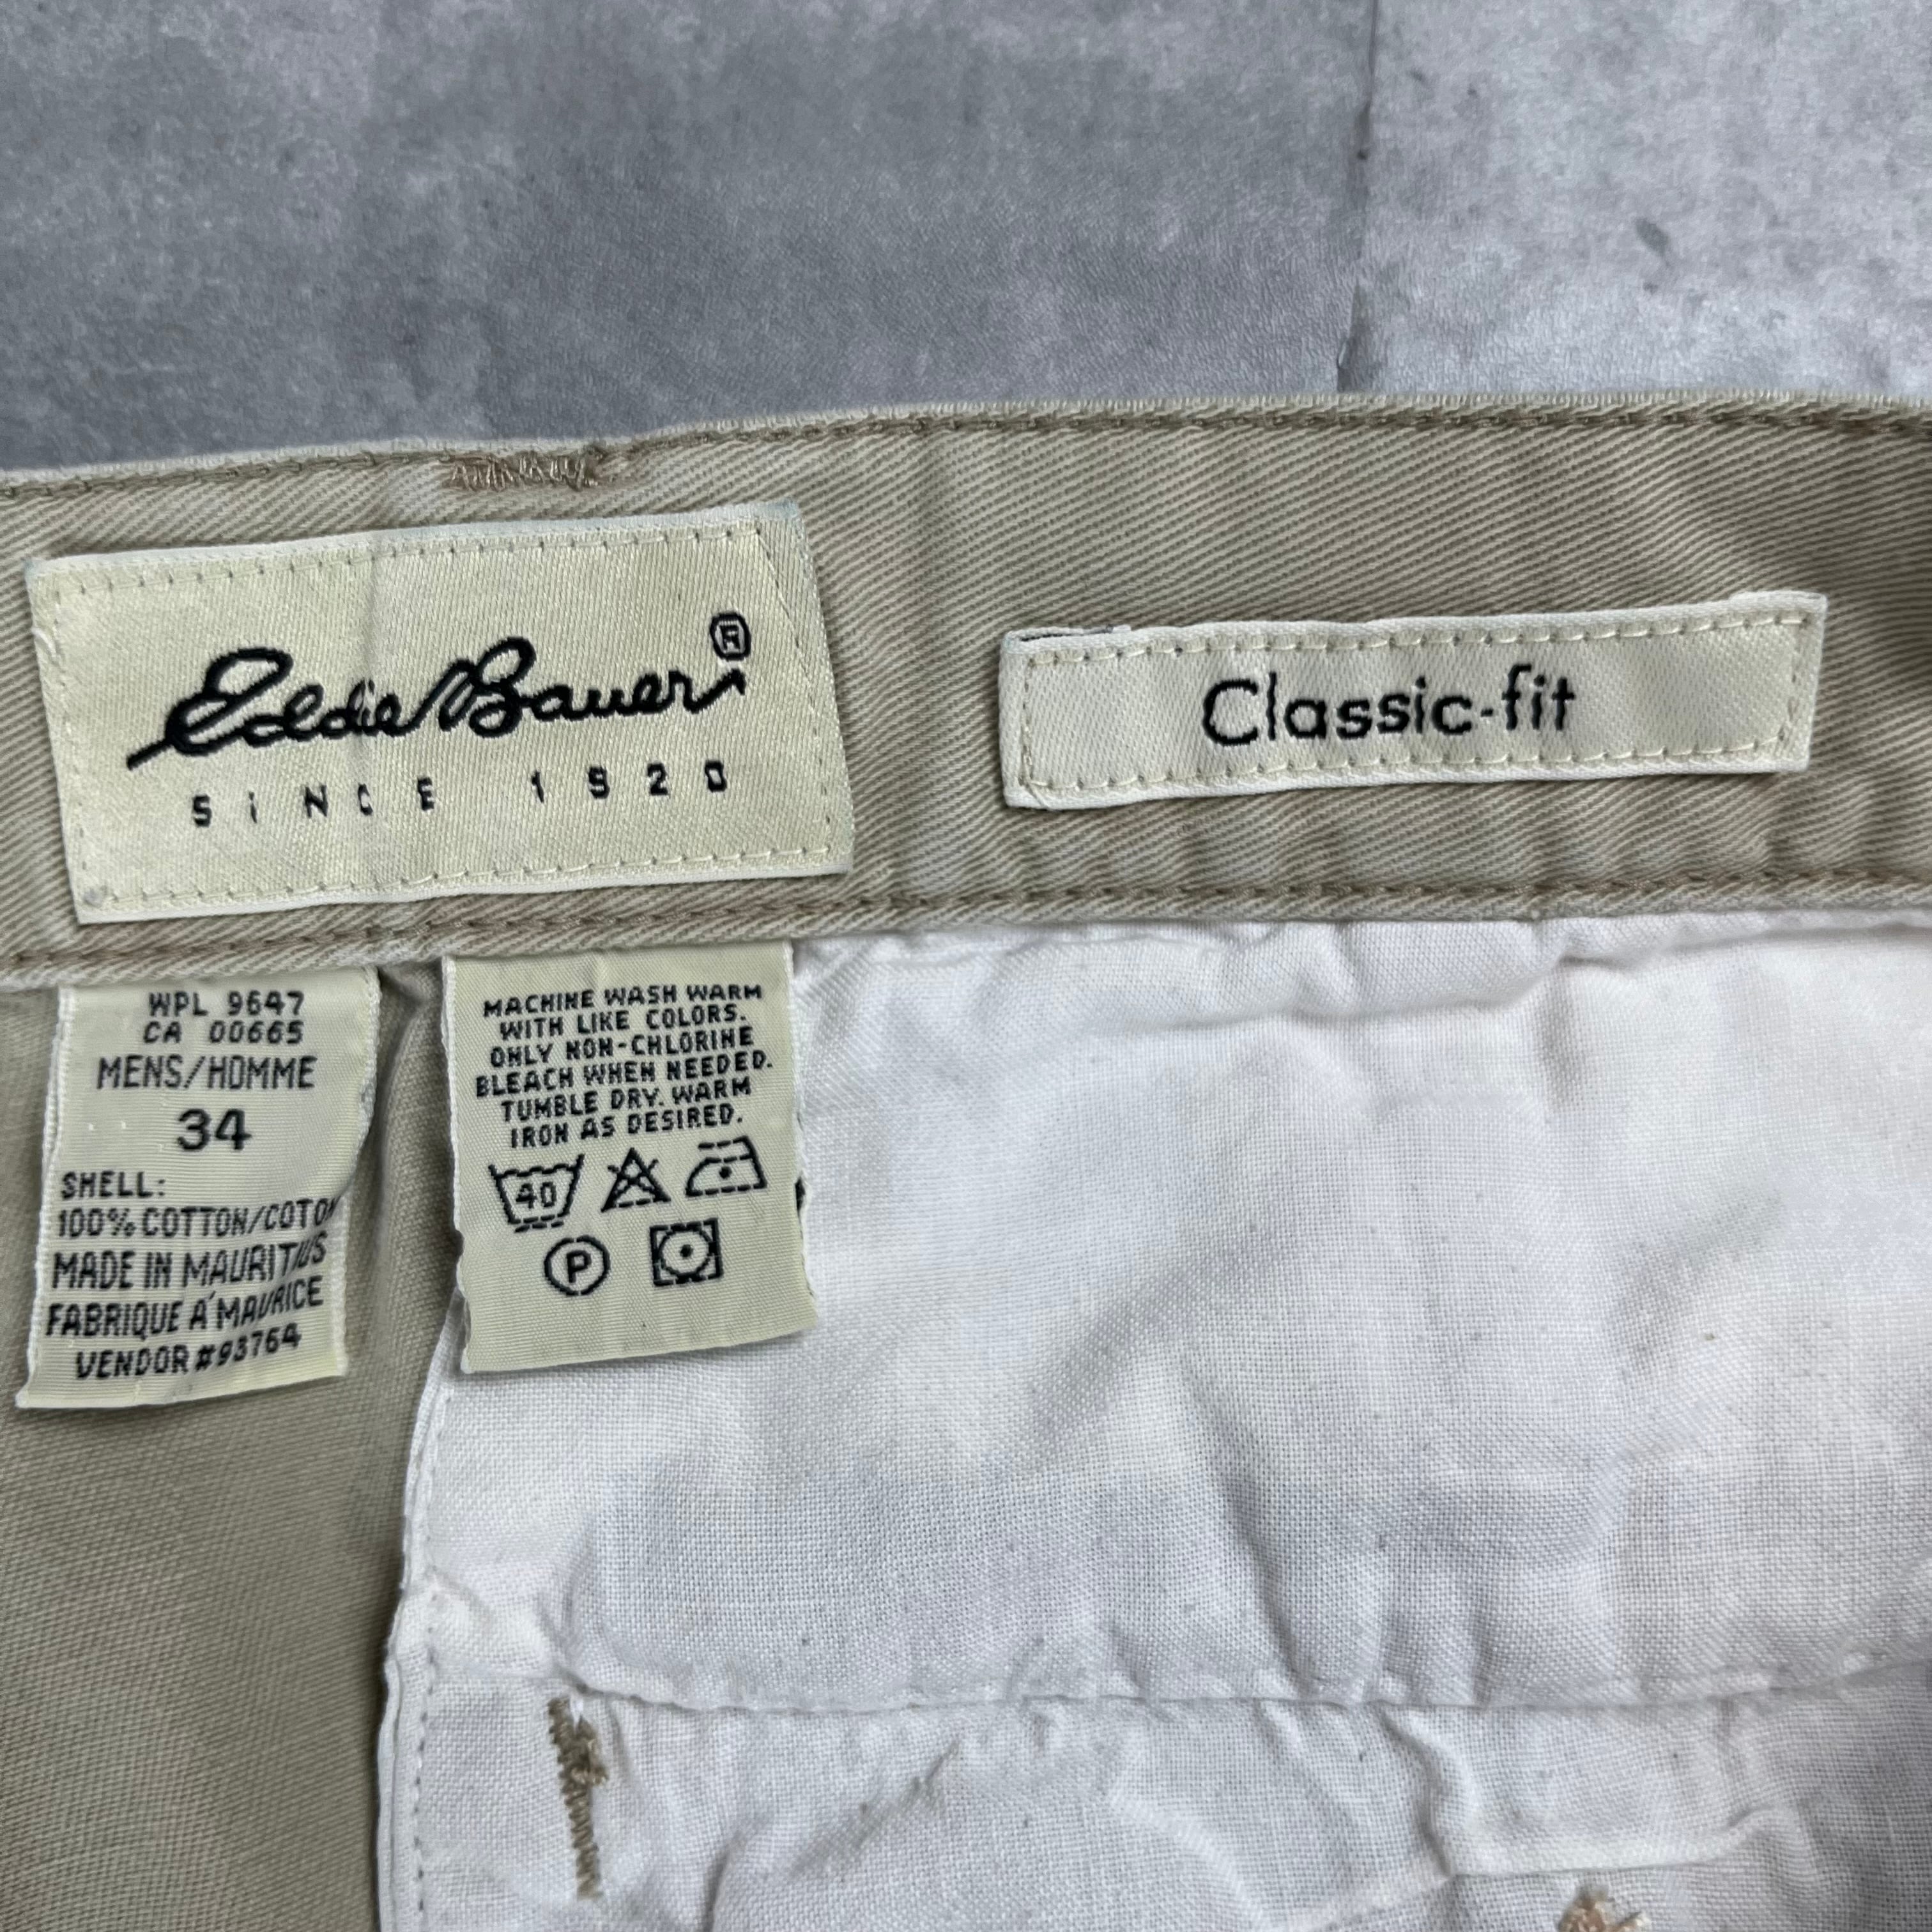 Eddie Bauer®
SINCE 1920
Classic-fit
WPL 9647
CA 00665
MENS/HOMME
34
SHELL:
100% COTTON/COTON
MADE IN MAURITIUS
FABRIQUE A'MAURICE
VENDOR #93764
MACHINE WASH WARM
WITH LIKE COLORS.
ONLY NON-CHLORINE
BLEACH WHEN NEEDED.
TUMBLE DRY. WARM
IRON AS DESIRED.
40
P